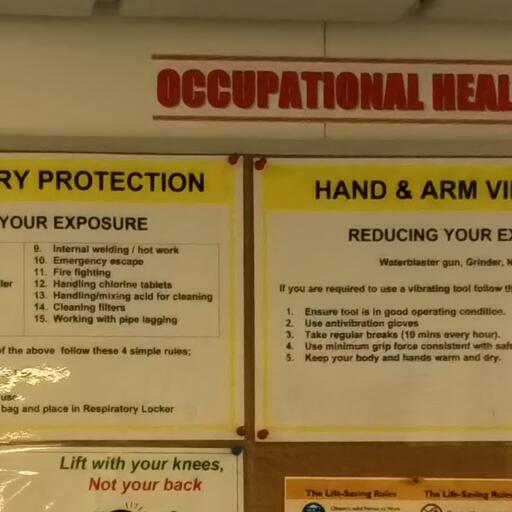 OCCUPATIONAL HEAL
RY PROTECTION
YOUR EXPOSURE
9. Internal welding / hot work
10. Emergency escape
11. Fire fighting
ler 12. Handling chlorine tablets
13. Handling/mixing acid for cleaning
14. Cleaning filters
15. Working with pipe lagging
of the above follow these 4 simple rules;
use
bag and place in Respiratory Locker
HAND & ARM VI
REDUCING YOUR EX
Waterblaster gun, Grinder, N
If you are required to use a vibrating tool follow th
1. Ensure tool is in good operating condition.
2. Use antivibration gloves
3. Take regular breaks (10 mins every hour).
4. Use minimum grip force consistent with saf
5. Keep your body and hands warm and dry.
Lift with your knees,
Not your back
The Life-Saving Rules
The Life-Saving Rules